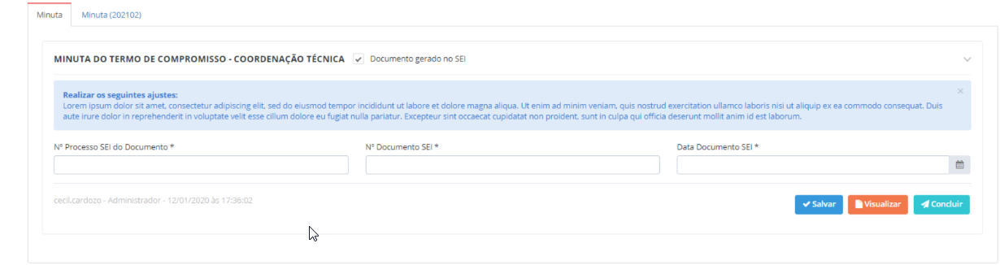 Minuta Minuta (202102)
MINUTA DO TERMO DE COMPROMISSO - COORDENAÇÃO TÉCNICA Documento gerado no SEI
Realizar os seguintes ajustes:
Lorem ipsum dolor sit amet, consectetur adipiscing elit, sed do eiusmod tempor incididunt ut labore et dolore magna aliqua. Ut enim ad minim veniam, quis nostrud exercitation ullamco laboris nisi ut aliquip ex ea commodo consequat. Duis
aute irure dolor in reprehenderit in voluptate velit esse cillum dolore eu fugiat nulla pariatur. Excepteur sint occaecat cupidatat non proident, sunt in culpa qui officia deserunt mollit anim id est laborum.
Nº Processo SEI do Documento * Nº Documento SEI * Data Documento SEI *
cecil.cardozo - Administrador - 12/01/2020 às 17:36:02 Salvar Visualizar Concluir